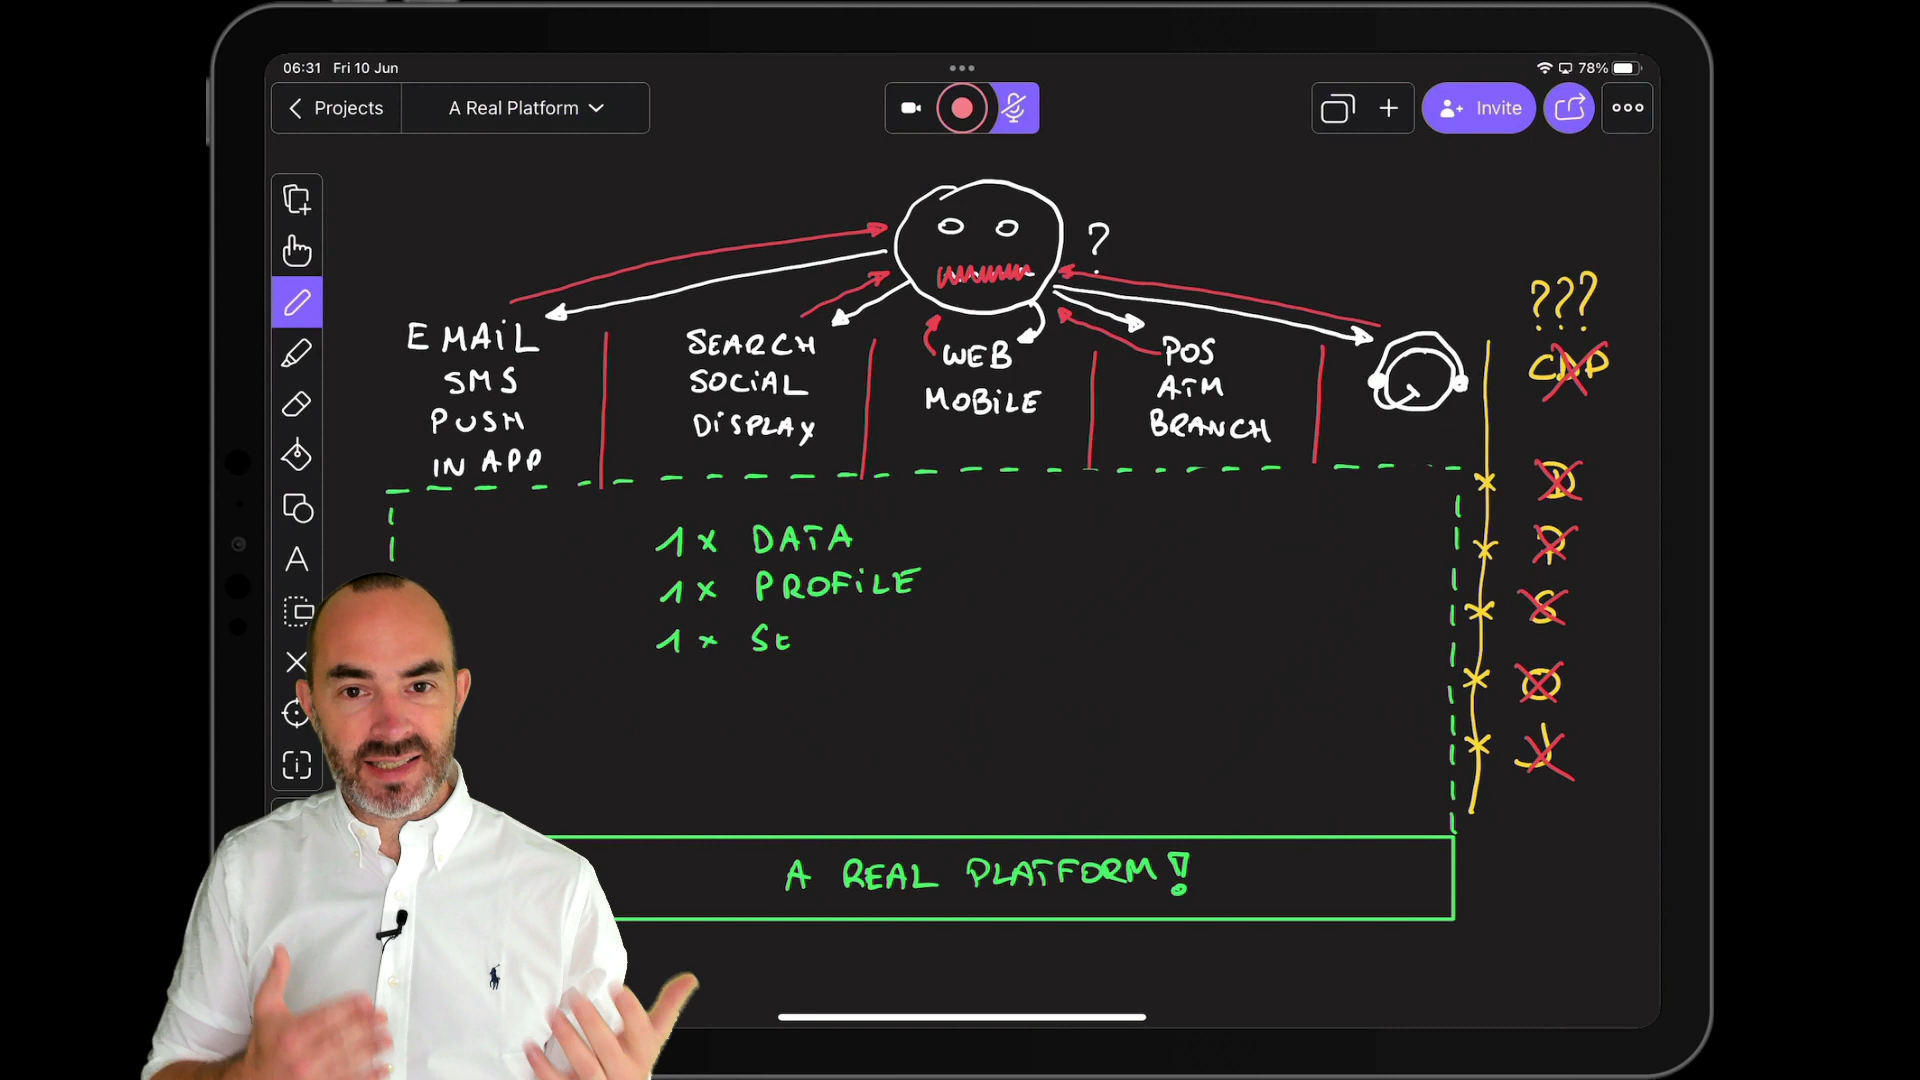 06:31 Fri 10 Jun
78%
Projects
A Real Platform
Invite
?
???
EMAIL
SMS
PUSH
IN APP
SEARCH
SOCIAL
DISPLAY
WEB
MOBILE
POS
ATM
BRANCH
CDP
D
P
S
O
J
1x DATA
1x PROFILE
1x SE
A REAL PLATFORM!